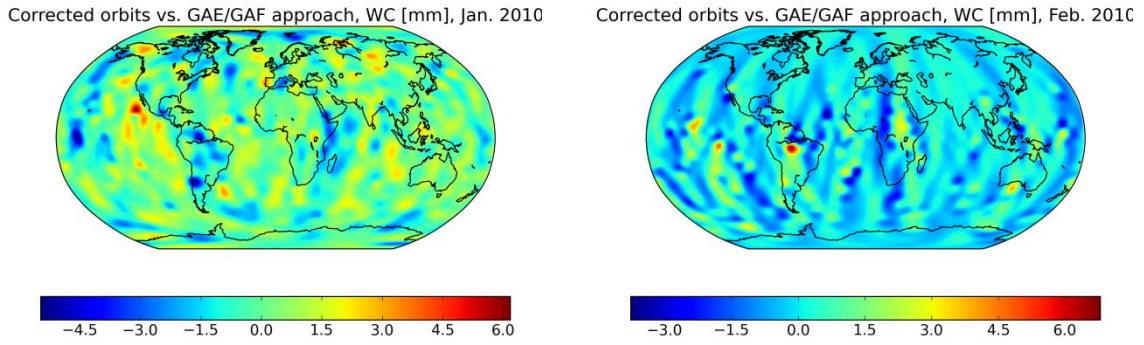 Corrected orbits vs. GAE/GAF approach, WC [mm], Jan. 2010
Corrected orbits vs. GAE/GAF approach, WC [mm], Feb. 2010
−4.5 −3.0 −1.5 0.0 1.5 3.0 4.5 6.0
−3.0 −1.5 0.0 1.5 3.0 4.5 6.0